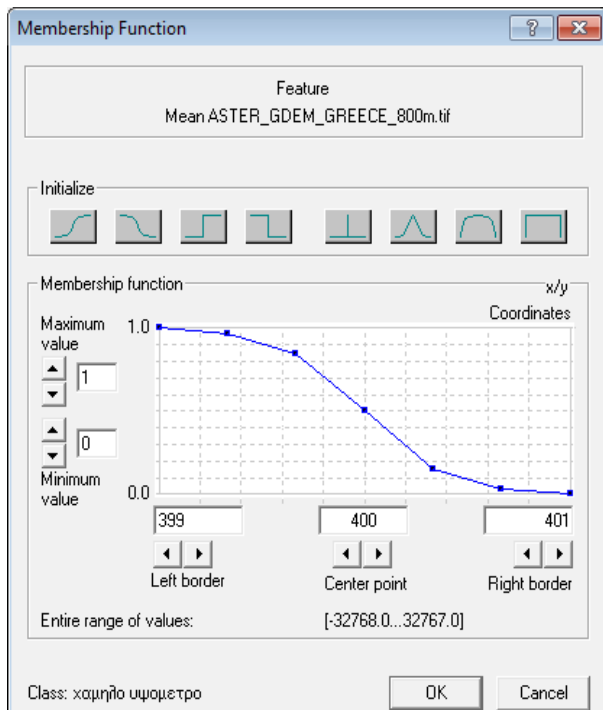 Membership Function
Feature
Mean ASTER_GDEM_GREECE_800m.tif
Initialize
Membership function
x/y
Coordinates
Maximum
value
1.0
1
0
Minimum
value
0.0
399 400 401
Left border Center point Right border
Entire range of values: [-32768.0...32767.0]
Class: χαμηλο υψομετρο
OK Cancel